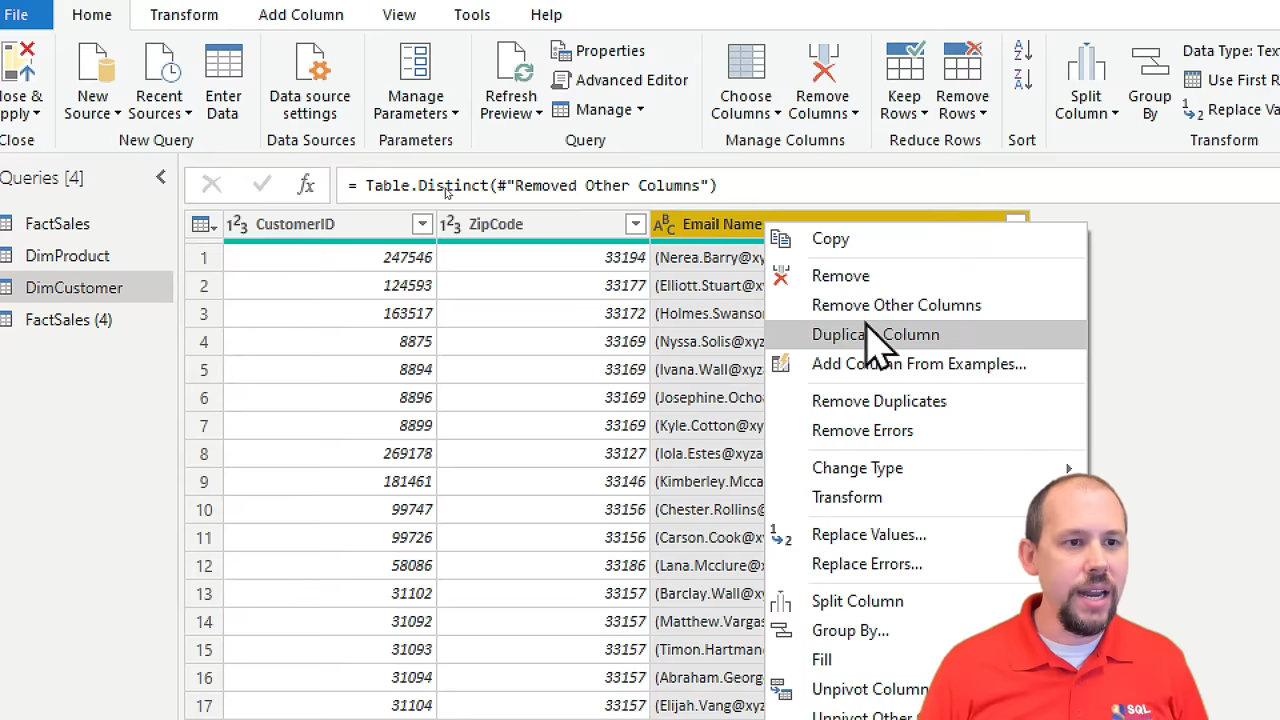 File Home Transform Add Column View Tools Help
lose & pply
New Source
Recent Sources
Enter Data
Data source settings
Manage Parameters
Refresh Preview
Properties
Advanced Editor
Manage
Choose Columns
Remove Columns
Keep Rows
Remove Rows
Split Column
Group By
Data Type: Tex
Use First R
Replace Va
Close New Query Data Sources Parameters Query Manage Columns Reduce Rows Sort Transform
Queries [4]
= Table.Distinct(#"Removed Other Columns")
FactSales
DimProduct
DimCustomer
FactSales (4)
CustomerID ZipCode Email Name
1 247546 33194 (Nerea.Barry@xy
2 124593 33177 (Elliott.Stuart@x
3 163517 33172 (Holmes.Swanso
4 8875 33169 (Nyssa.Solis@xy
5 8894 33169 (Ivana.Wall@xyz
6 8896 33169 (Josephine.Ocho
7 8899 33169 (Kyle.Cotton@xy
8 269178 33127 (Iola.Estes@xyza
9 181461 33146 (Kimberley.Mcca
10 99747 33156 (Chester.Rollins
11 99726 33156 (Carson.Cook@x
12 58086 33186 (Lana.Mcclure@x
13 31102 33157 (Barclay.Wall@x
14 31092 33157 (Matthew.Vargas
15 31093 33157 (Timon.Hartman
16 31094 33157 (Abraham.George
17 31104 33157 (Elijah.Vang@xyz
Copy
Remove
Remove Other Columns
Duplicate Column
Add Column From Examples...
Remove Duplicates
Remove Errors
Change Type
Transform
Replace Values...
Replace Errors...
Split Column
Group By...
Fill
Unpivot Column
Unpivot Other
SQL